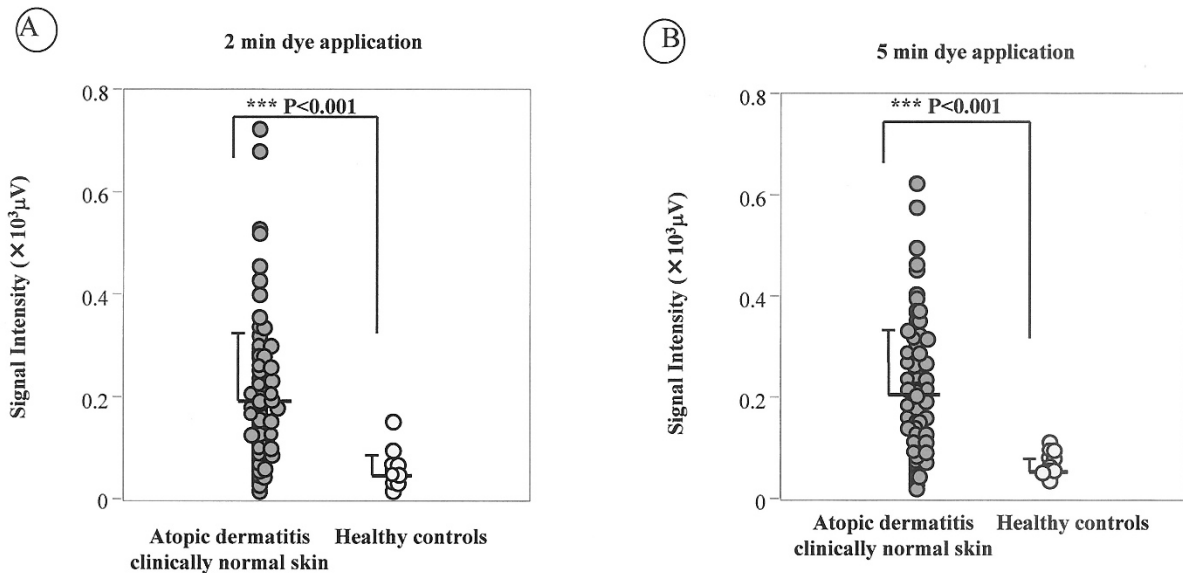 A
2 min dye application
0.8
0.6
0.4
0.2
0
Signal Intensity (×10³μV)
*** P<0.001
Atopic dermatitis
clinically normal skin
Healthy controls
B
5 min dye application
0.8
0.6
0.4
0.2
0
Signal Intensity (×10³μV)
*** P<0.001
Atopic dermatitis
clinically normal skin
Healthy controls